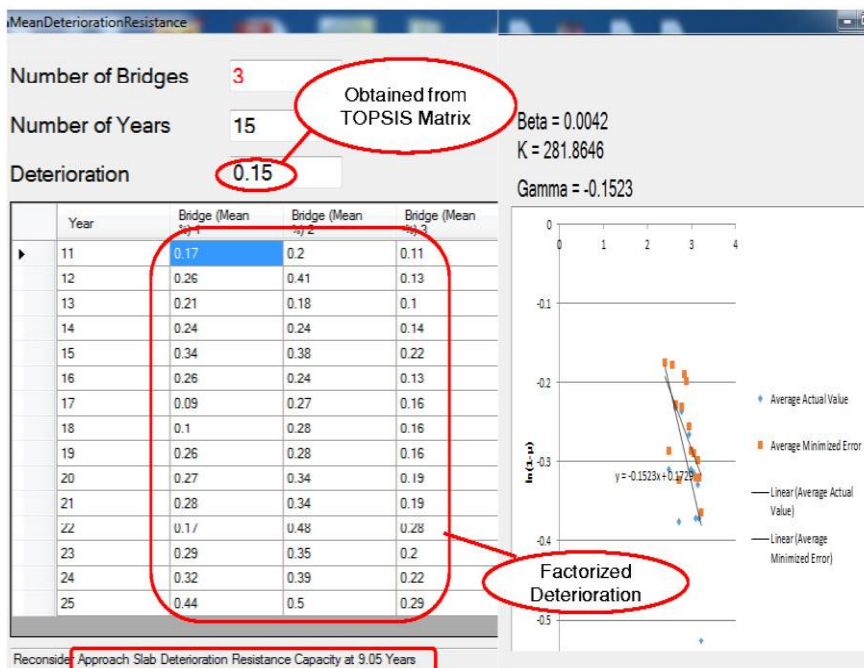 MeanDeteriorationResistance
Number of Bridges 3
Number of Years 15
Deterioration 0.15
Obtained from
TOPSIS Matrix
Year Bridge (Mean %) 1 Bridge (Mean %) 2 Bridge (Mean %) 3
11 0.17 0.2 0.11
12 0.26 0.41 0.13
13 0.21 0.18 0.1
14 0.24 0.24 0.14
15 0.34 0.38 0.22
16 0.26 0.24 0.13
17 0.09 0.27 0.16
18 0.1 0.28 0.16
19 0.26 0.28 0.16
20 0.27 0.34 0.19
21 0.28 0.34 0.19
22 0.17 0.48 0.28
23 0.29 0.35 0.2
24 0.32 0.39 0.22
25 0.44 0.5 0.29
Factorized
Deterioration
Reconsider Approach Slab Deterioration Resistance Capacity at 9.05 Years
Beta = 0.0042
K = 281.8646
Gamma = -0.1523
0
0 1 2 3 4
-0.1
-0.2
-0.3
-0.4
-0.5
ln(1-μ)
y = -0.1523x + 0.1729
Average Actual Value
Average Minimized Error
Linear (Average Actual
Value)
Linear (Average
Minimized Error)